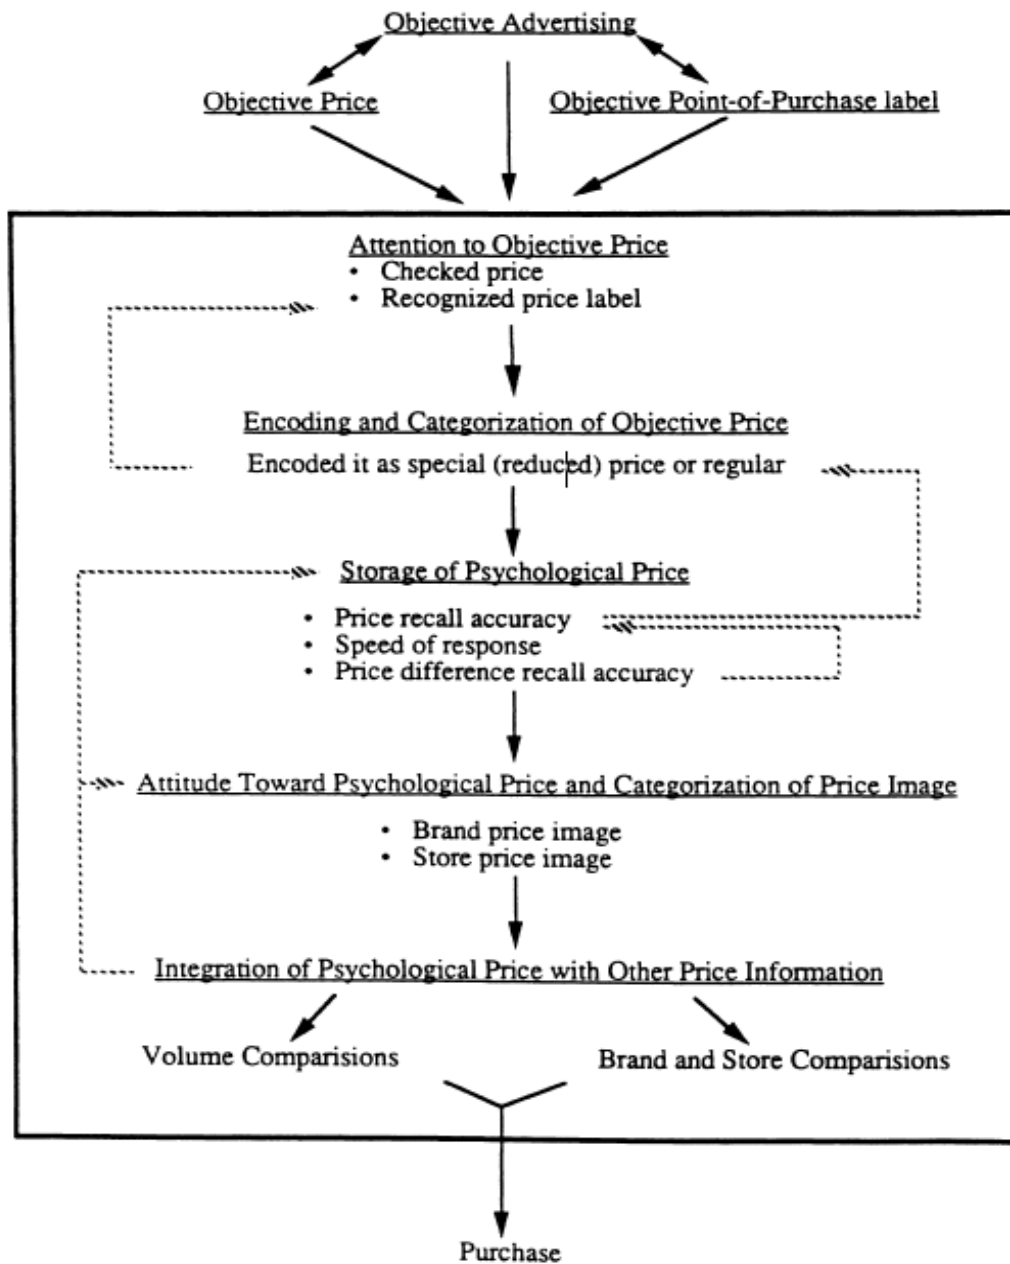 Objective Advertising
Objective Price
Objective Point-of-Purchase label
Attention to Objective Price
• Checked price
• Recognized price label
Encoding and Categorization of Objective Price
Encoded it as special (reduced) price or regular
Storage of Psychological Price
• Price recall accuracy
• Speed of response
• Price difference recall accuracy
Attitude Toward Psychological Price and Categorization of Price Image
• Brand price image
• Store price image
Integration of Psychological Price with Other Price Information
Volume Comparisions
Brand and Store Comparisions
Purchase